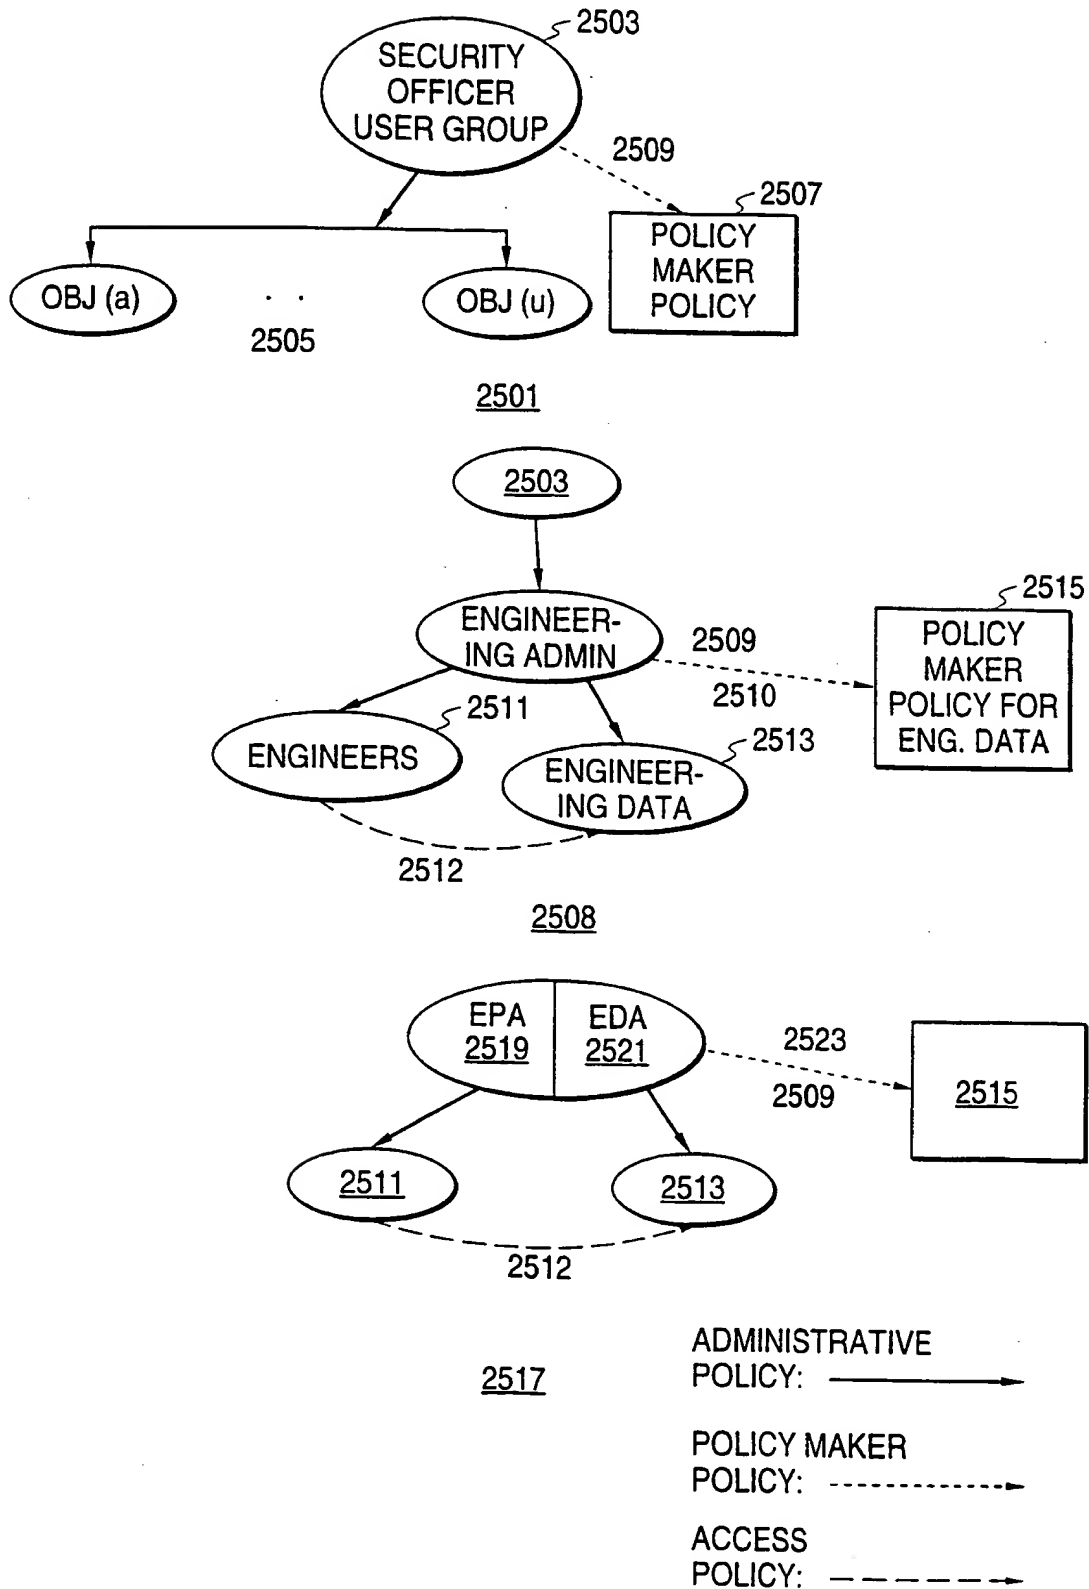 2503
SECURITY
OFFICER
USER GROUP
2509
2507
POLICY
MAKER
POLICY
OBJ (a)
. .
OBJ (u)
2505
2501
2503
2515
ENGINEER-
ING ADMIN
2509
2510
POLICY
MAKER
POLICY FOR
ENG. DATA
2511
ENGINEERS
2513
ENGINEER-
ING DATA
2512
2508
EPA
2519
EDA
2521
2523
2509
2515
2511
2513
2512
2517
ADMINISTRATIVE
POLICY:
POLICY MAKER
POLICY:
ACCESS
POLICY: